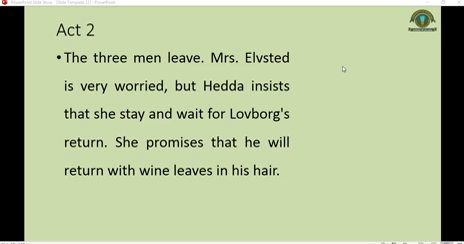 Act 2
• The three men leave. Mrs. Elvsted
is very worried, but Hedda insists
that she stay and wait for Lovborg's
return. She promises that he will
return with wine leaves in his hair.